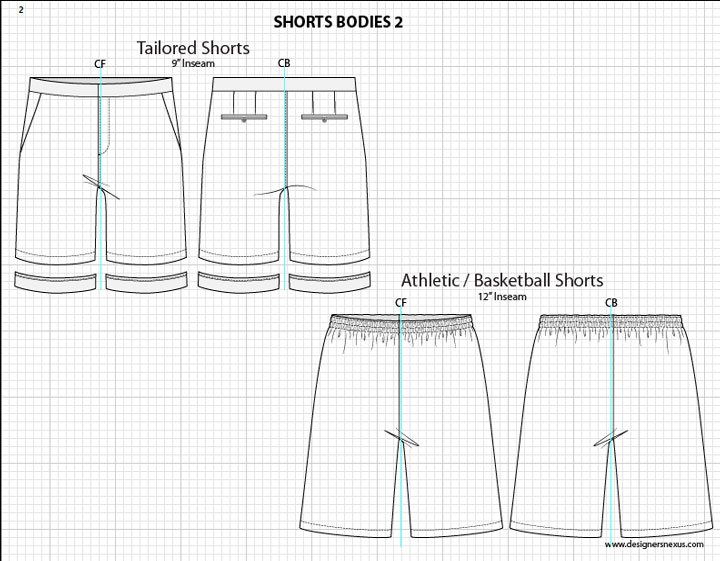 2
SHORTS BODIES 2
Tailored Shorts
9” Inseam
CF
CB
Athletic / Basketball Shorts
12” Inseam
CF
CB
www.designersnexus.com